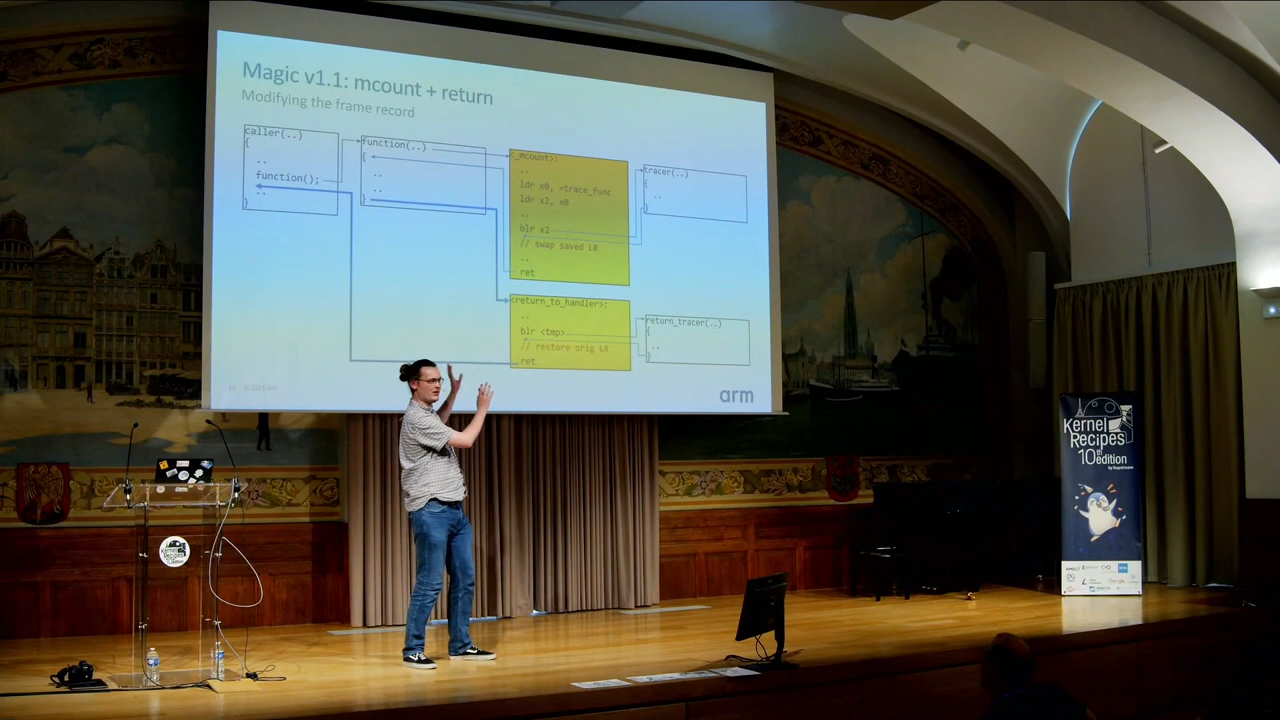 Magic v1.1: mcount + return
Modifying the frame record
caller(..)
{
..
function();
..
}
function(..)
{
..
..
}
<_mcount>:
..
ldr x0, =trace_func
ldr x2, x0
..
blr x2
// swap saved LR
..
ret
tracer(..)
{
..
}
<return_to_handler>:
..
blr <tmp>
// restore orig LR
ret
return_tracer(..)
{
..
}
arm
Kernel
Recipes
10th edition
Kernel
Recipes